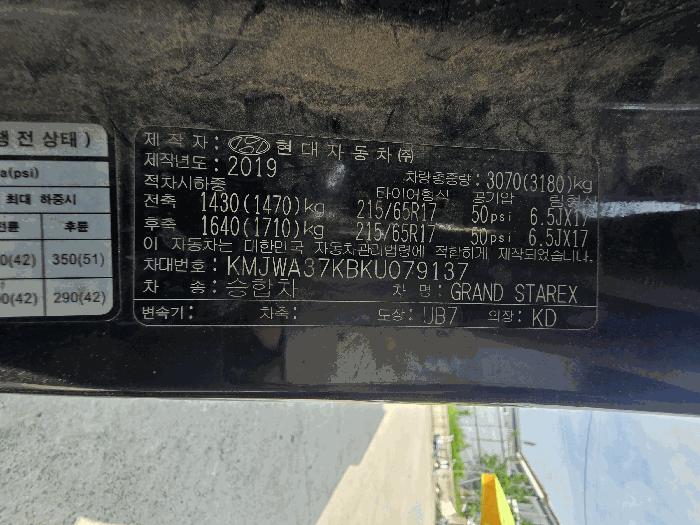 행 전 상태 )
a(psi)
최대 하중시
전륜 후륜
0(42) 350(51)
0(42) 290(42)
제 작 자 : 현 대 자 동 차 ㈜
제작년도 : 2019
차량총중량 : 3070(3180)kg
적차시하중 타이어형식 공기압 림형식
전축 1430(1470)kg 215/65R17 50psi 6.5JX17
후축 1640(1710)kg 215/65R17 50psi 6.5JX17
이 자동차는 대한민국 자동차관리법령에 적합하게 제작되었습니다.
차대번호 : KMJWA37KBKU079137
차 종 : 승합차 차 명 : GRAND STAREX
변속기 : 차축 : 도장 : UB7 의장 : KD